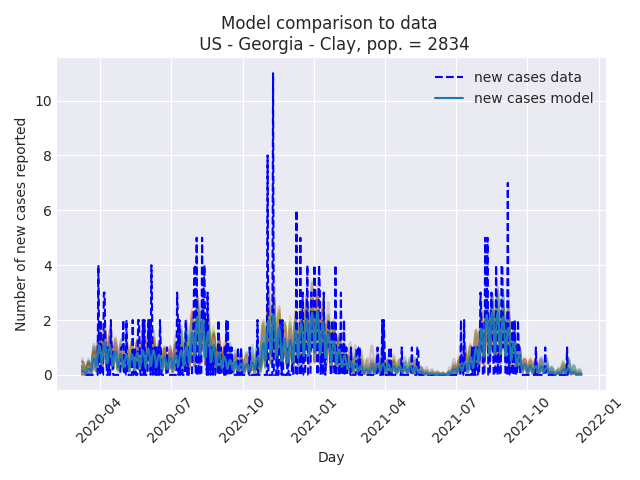 Model comparison to data
US - Georgia - Clay, pop. = 2834
new cases data
new cases model
Number of new cases reported
10
8
6
4
2
0
2020-04
2020-07
2020-10
2021-01
2021-04
2021-07
2021-10
2022-01
Day